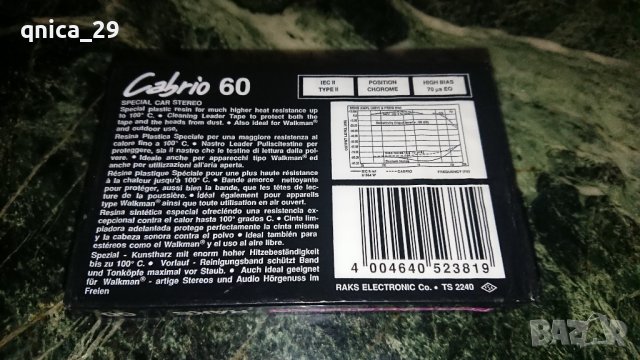 qnica_29
Cabrio 60
SPECIAL CAR STEREO
IEC II
TYPE II
POSITION
CHOROME
HIGH BIAS
70 µs EQ
Special plastic resin for much higher heat resistance up
to 100° C. • Cleaning Leader Tape to protect both the
tape and the heads from dust. • Also Ideal for Walkman®
and outdoor use,
Resina Plastica Speciale per una maggiore resistenza al
calore fino a 100° C. • Nastro Leader Puliscitestine per
proteggere, sia il nastro che le testine di lettura dalla pol-
vere. • Ideale anche per apparecchi tipo Walkman® ed
anche per utilizzazioni all'aria aperta.
Résine plastique Spéciale pour une plus haute résistance
à la chaleur jusqu'à 100° C. • Bande amorce nettoyante
pour protéger, aussi bien la bande, que les têtes de lec-
ture de la poussière. • Idéale également pour appareils
type Walkman® ainsi que toute utilisation en air ouvert.
Resina sintética especial ofreciendo una resistencia ex-
cepcional contra el calor hasta 100° grados C. • Cinta lim-
piadora adelantada protege perfectamente la cinta misma
y la cabeza sonora contra el polvo. • Ideal también para
estéreos como el Walkman® y el uso al aire libre.
Spezial - Kunstharz mit enorm hoher Hitzebeständigkeit
bis zu 100° C. • Vorlauf - Reinigungsband schützt Band
und Tonköpfe maximal vor Staub. • Auch Ideal geeignet
für Walkman® - artige Stereos und Audio Hörgenuss im
Freien
CABRIO
4 004640 523819
RAKS ELECTRONIC Co. • TS 2240
BAZAR
bg